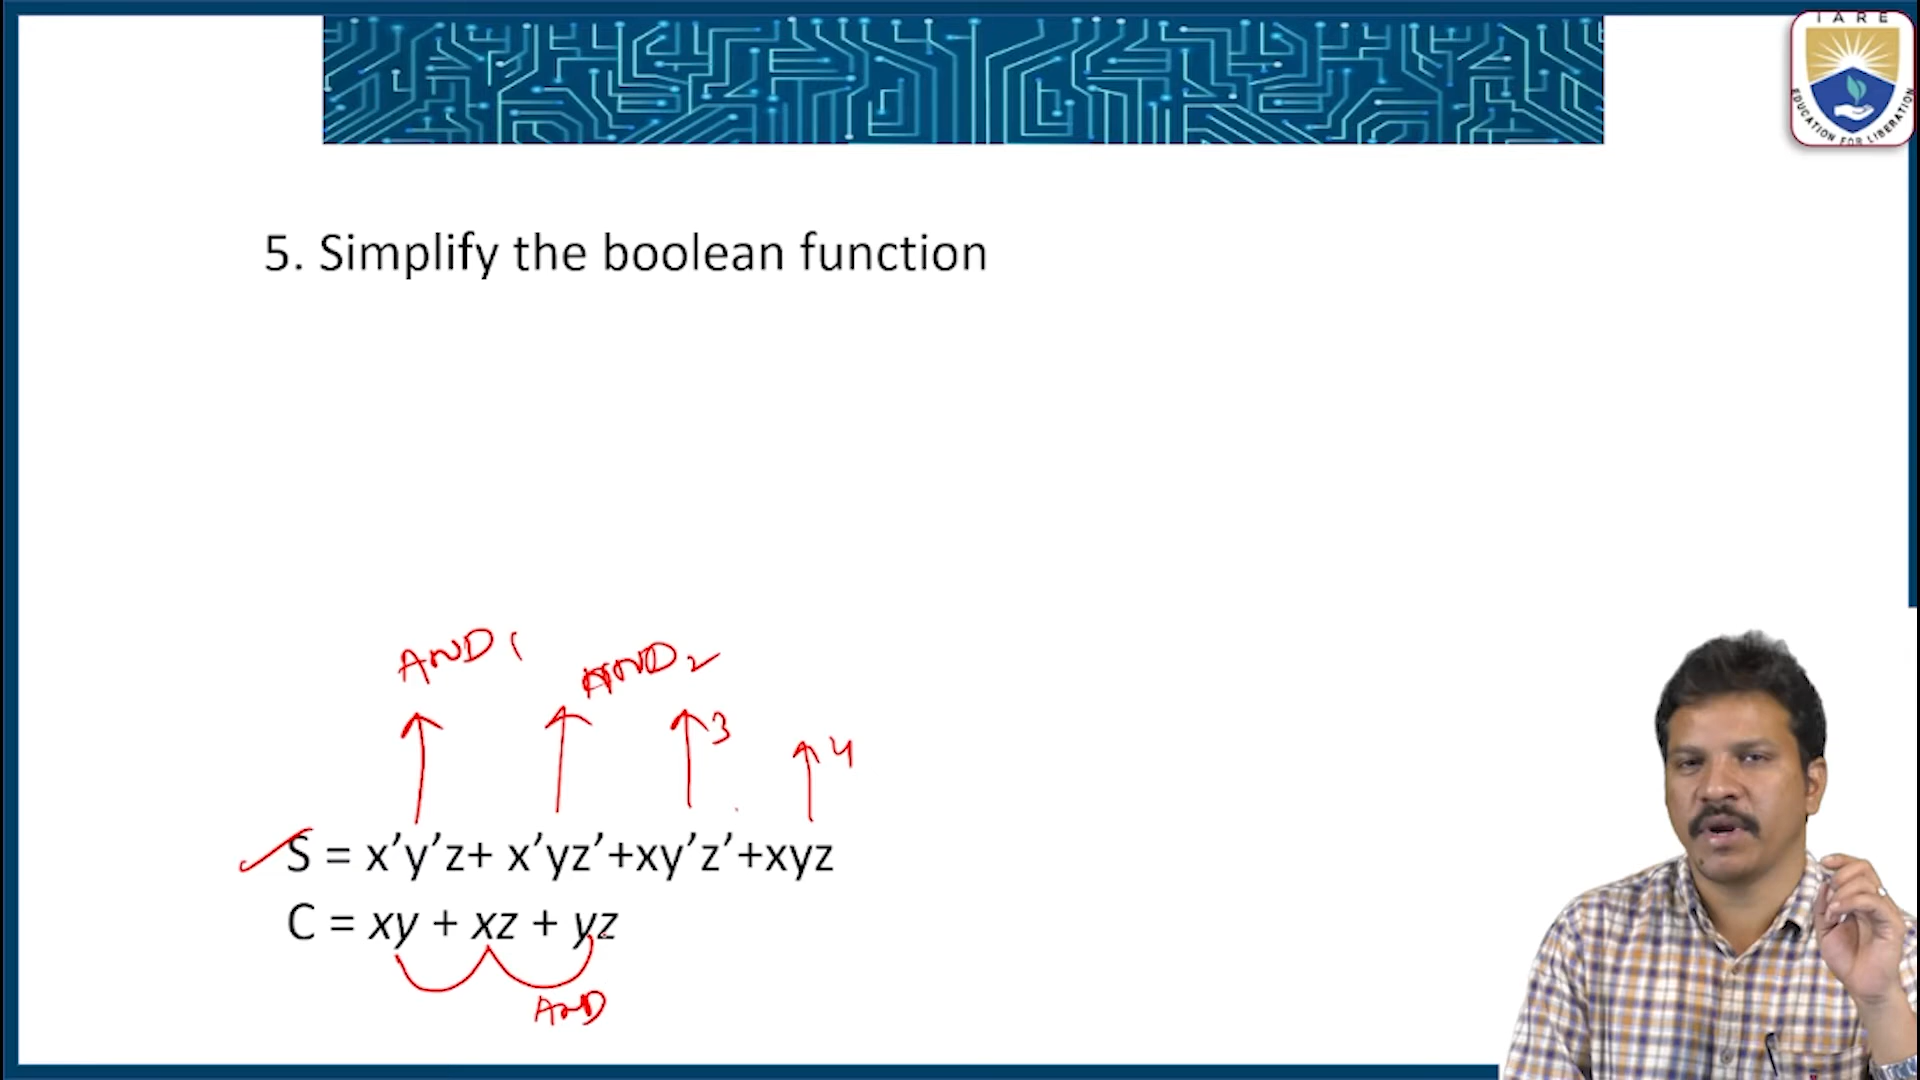 IARE
EDUCATION FOR LIBERATION
5. Simplify the boolean function
AND 1
AND 2
3
4
S = x’y’z+ x’yz’+xy’z’+xyz
C = xy + xz + yz
AND